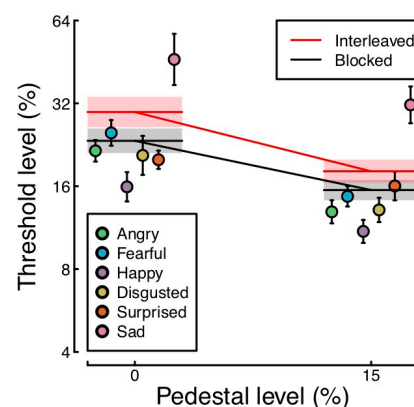 64
32
16
8
4
Threshold level (%)
Interleaved
Blocked
Angry
Fearful
Happy
Disgusted
Surprised
Sad
0
15
Pedestal level (%)